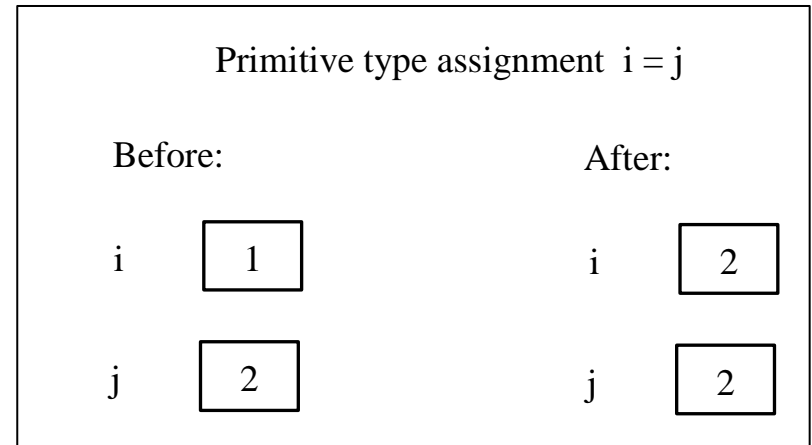 Primitive type assignment i = j
Before:
After:
i 1
i 2
j 2
j 2